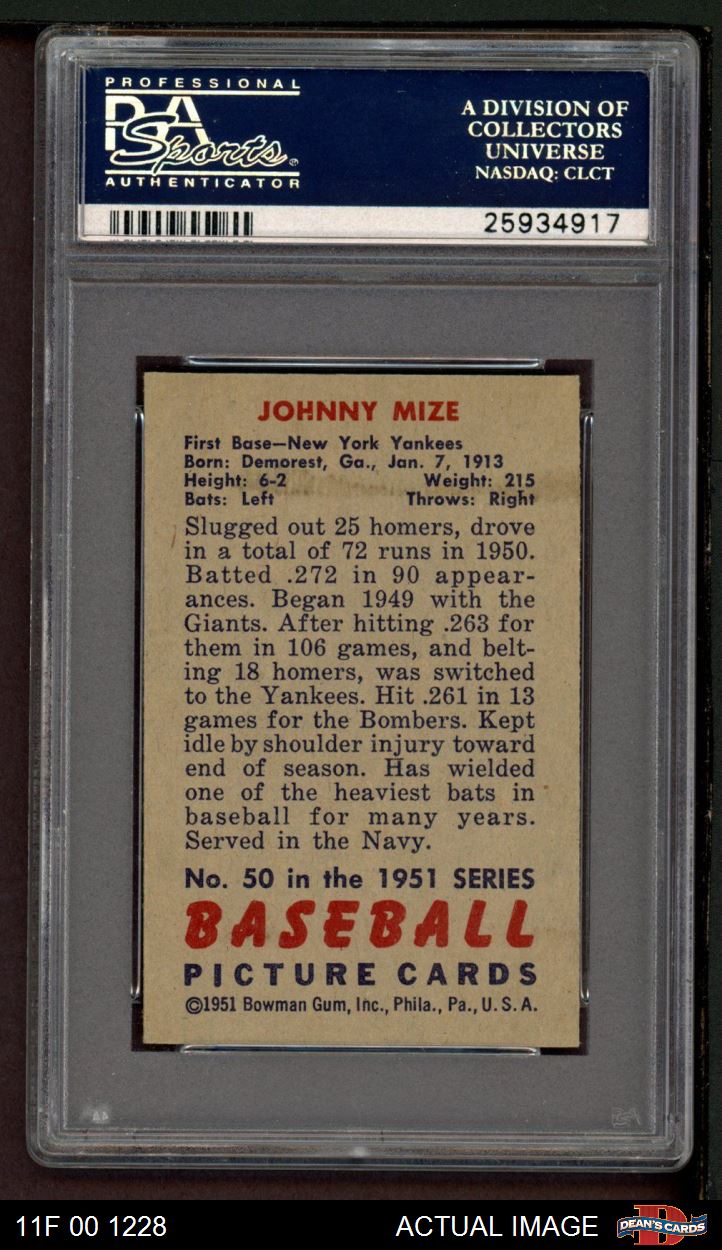 PROFESSIONAL
PSA
Sports
AUTHENTICATOR
A DIVISION OF
COLLECTORS
UNIVERSE
NASDAQ: CLCT
25934917
JOHNNY MIZE
First Base—New York Yankees
Born: Demorest, Ga., Jan. 7, 1913
Height: 6-2 Weight: 215
Bats: Left Throws: Right
Slugged out 25 homers, drove
in a total of 72 runs in 1950.
Batted .272 in 90 appear-
ances. Began 1949 with the
Giants. After hitting .263 for
them in 106 games, and belt-
ing 18 homers, was switched
to the Yankees. Hit .261 in 13
games for the Bombers. Kept
idle by shoulder injury toward
end of season. Has wielded
one of the heaviest bats in
baseball for many years.
Served in the Navy.
No. 50 in the 1951 SERIES
BASEBALL
PICTURE CARDS
©1951 Bowman Gum, Inc., Phila., Pa., U. S. A.
PSA
11F 00 1228 ACTUAL IMAGE DEAN'S CARDS